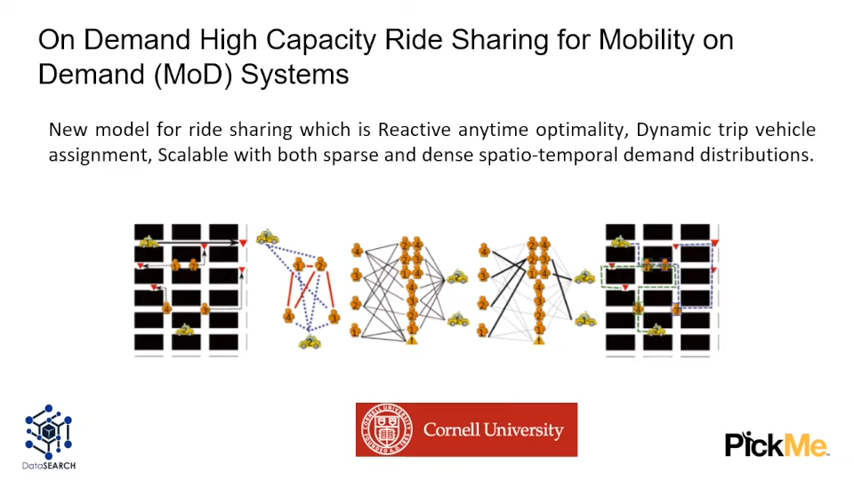 On Demand High Capacity Ride Sharing for Mobility on
Demand (MoD) Systems
New model for ride sharing which is Reactive anytime optimality, Dynamic trip vehicle
assignment, Scalable with both sparse and dense spatio-temporal demand distributions.
DataSEARCH
Cornell University
PickMe